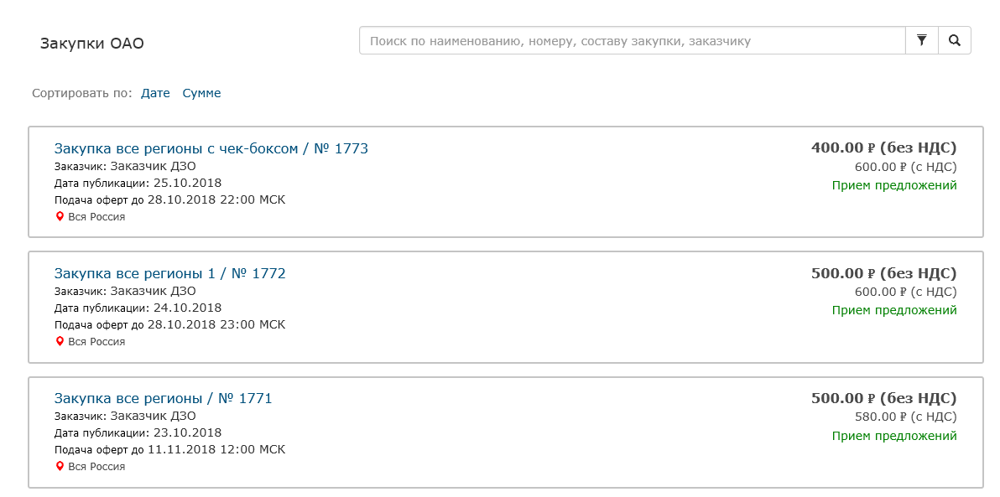 Закупки ОАО
Поиск по наименованию, номеру, составу закупки, заказчику
Сортировать по: Дате Сумме
Закупка все регионы с чек-боксом / № 1773
400.00 ₽ (без НДС)
Заказчик: Заказчик ДЗО
600.00 ₽ (с НДС)
Дата публикации: 25.10.2018
Прием предложений
Подача оферт до 28.10.2018 22:00 МСК
Вся Россия
Закупка все регионы 1 / № 1772
500.00 ₽ (без НДС)
Заказчик: Заказчик ДЗО
600.00 ₽ (с НДС)
Дата публикации: 24.10.2018
Прием предложений
Подача оферт до 28.10.2018 23:00 МСК
Вся Россия
Закупка все регионы / № 1771
500.00 ₽ (без НДС)
Заказчик: Заказчик ДЗО
580.00 ₽ (с НДС)
Дата публикации: 23.10.2018
Прием предложений
Подача оферт до 11.11.2018 12:00 МСК
Вся Россия